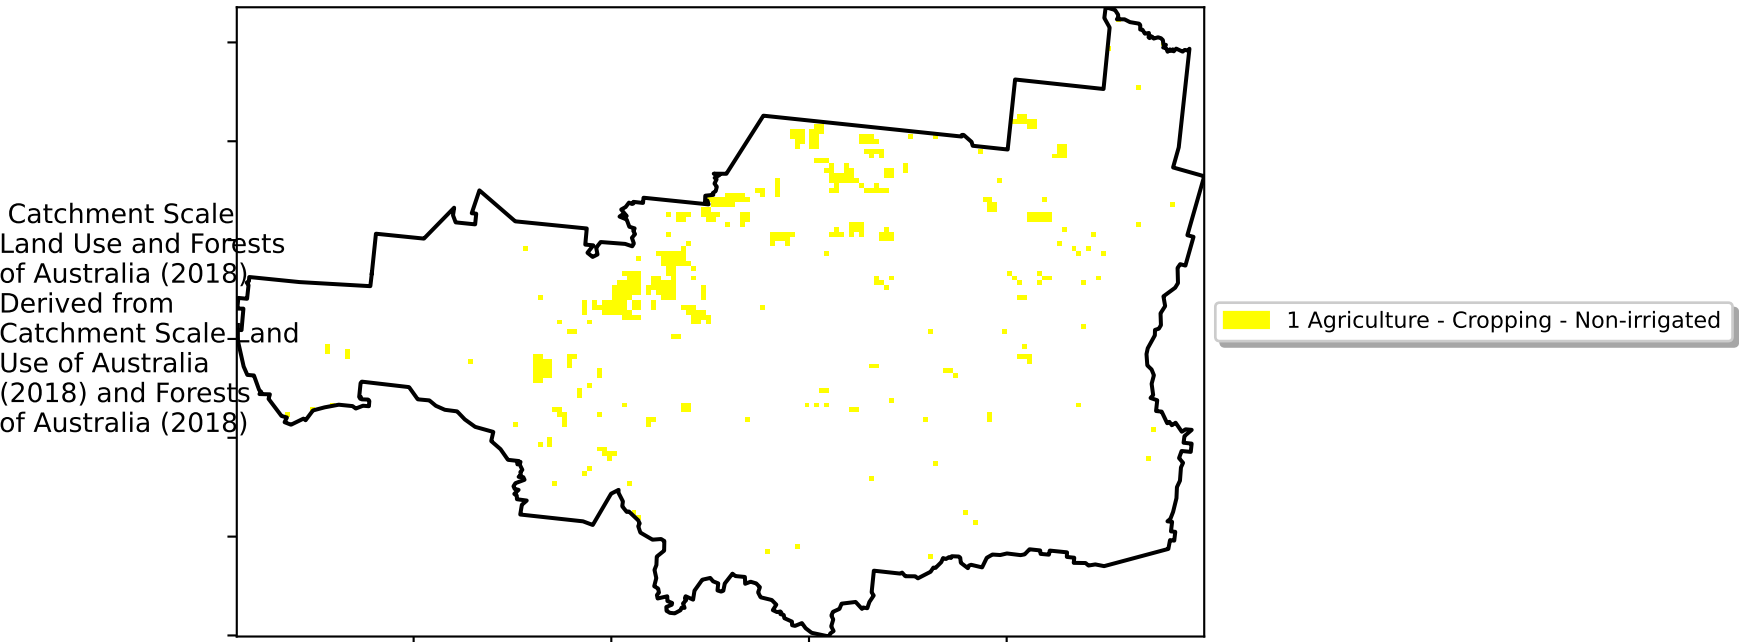 Catchment Scale
Land Use and Forests
of Australia (2018)
Derived from
Catchment Scale Land
Use of Australia
(2018) and Forests
of Australia (2018)
1 Agriculture - Cropping - Non-irrigated